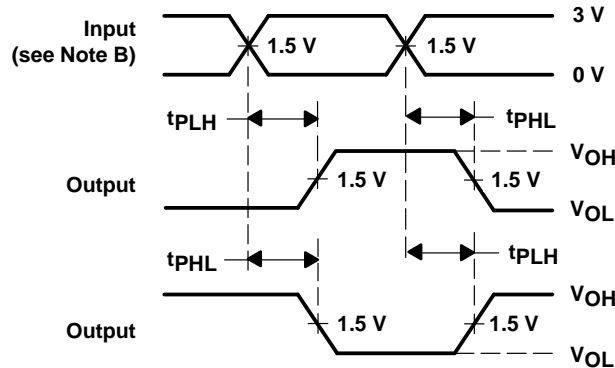 3 V
Input
(see Note B)
1.5 V
1.5 V
0 V
tPLH
tPHL
VOH
Output
1.5 V
1.5 V
VOL
tPHL
tPLH
VOH
Output
1.5 V
1.5 V
VOL